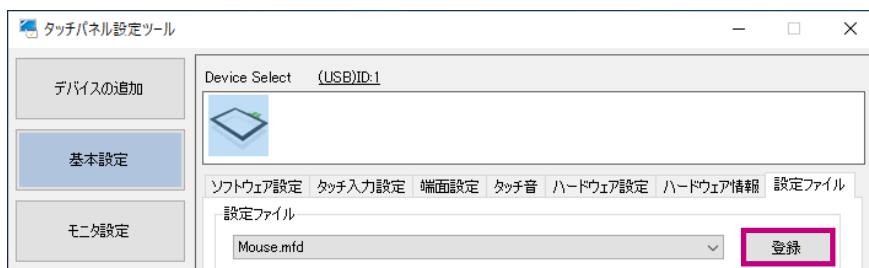 タッチパネル設定ツール
デバイスの追加
基本設定
モニタ設定
Device Select (USB)ID:1
ソフトウェア設定 タッチ入力設定 端面設定 タッチ音 ハードウェア設定 ハードウェア情報 設定ファイル
設定ファイル
Mouse.mfd
登録